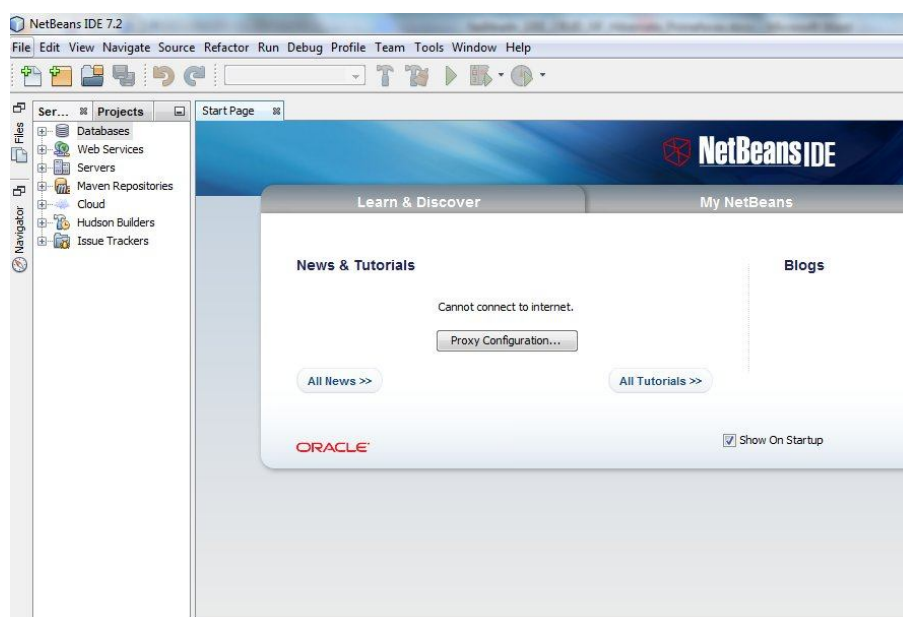 NetBeans IDE 7.2
File Edit View Navigate Source Refactor Run Debug Profile Team Tools Window Help
Files
Navigator
Ser... Projects
Databases
Web Services
Servers
Maven Repositories
Cloud
Hudson Builders
Issue Trackers
Start Page
NetBeans IDE
Learn & Discover
My NetBeans
News & Tutorials
Blogs
Cannot connect to internet.
Proxy Configuration...
All News >>
All Tutorials >>
ORACLE
Show On Startup